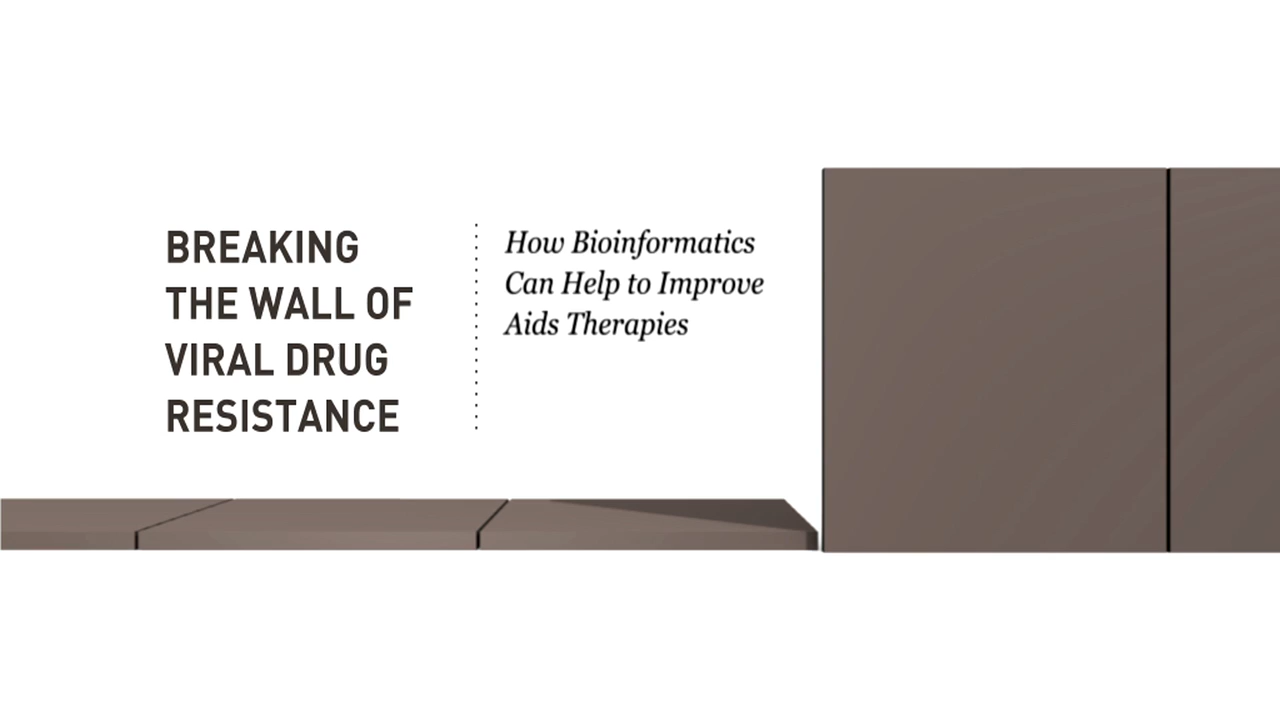 BREAKING
THE WALL OF
VIRAL DRUG
RESISTANCE
How Bioinformatics
Can Help to Improve
Aids Therapies